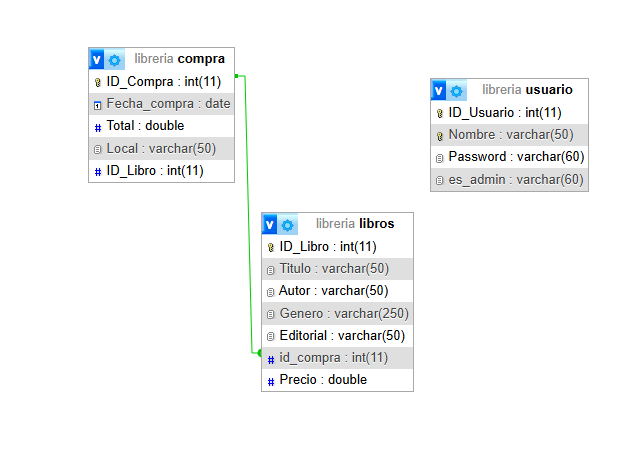 v libreria compra
ID_Compra : int(11)
Fecha_compra : date
# Total : double
Local : varchar(50)
# ID_Libro : int(11)
v libreria usuario
ID_Usuario : int(11)
Nombre : varchar(50)
Password : varchar(60)
es_admin : varchar(60)
v libreria libros
ID_Libro : int(11)
Titulo : varchar(50)
Autor : varchar(50)
Genero : varchar(250)
Editorial : varchar(50)
# id_compra : int(11)
# Precio : double